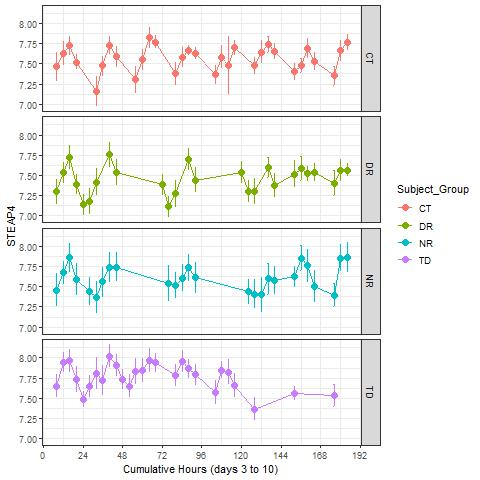 8.00
7.75
7.50
7.25
7.00
CT
8.00
7.75
7.50
7.25
7.00
DR
8.00
7.75
7.50
7.25
7.00
NR
8.00
7.75
7.50
7.25
7.00
TD
STEAP4
0 24 48 72 96 120 144 168 192
Cumulative Hours (days 3 to 10)
Subject_Group
CT
DR
NR
TD